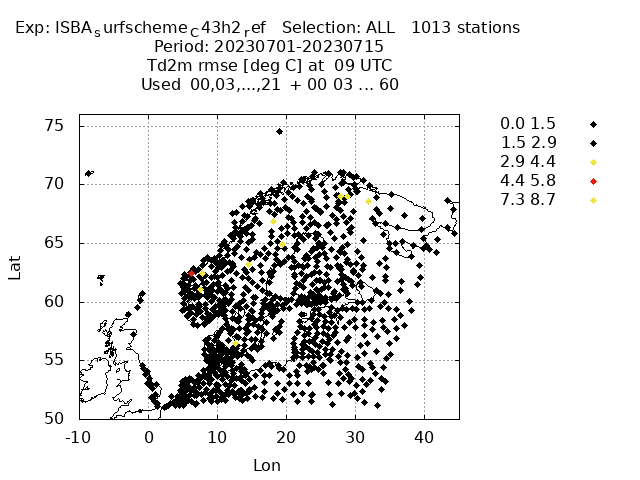 Exp: ISBAsurfschemeC43h2ref Selection: ALL 1013 stations
Period: 20230701-20230715
Td2m rmse [deg C] at 09 UTC
Used 00,03,...,21 + 00 03 ... 60
0.0 1.5
1.5 2.9
2.9 4.4
4.4 5.8
7.3 8.7
75
70
65
60
55
50
Lat
-10 0 10 20 30 40
Lon